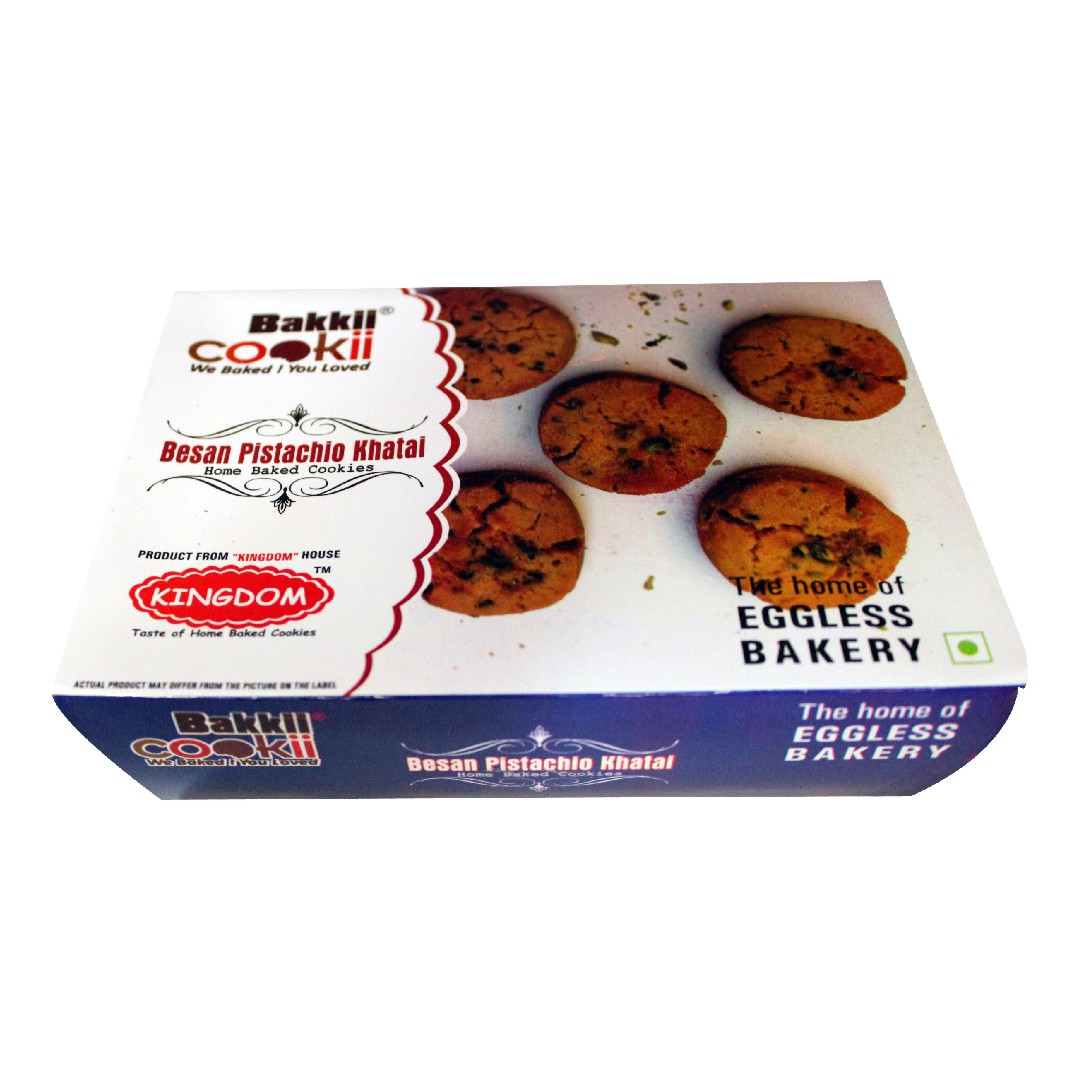 Bakkii®
cookii
We Baked / You Loved
Besan Pistachio Khatai
Home Baked Cookies
PRODUCT FROM "KINGDOM" HOUSE
TM
KINGDOM
Taste of Home Baked Cookies
ACTUAL PRODUCT MAY DIFFER FROM THE PICTURE ON THE LABEL
The home of
EGGLESS
BAKERY
Bakkii®
cookii
We Baked / You Loved
Besan Pistachio Khatai
Home Baked Cookies
The home of
EGGLESS
BAKERY